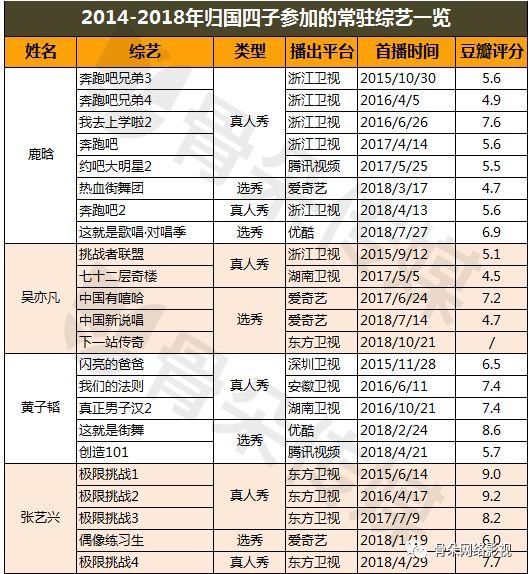 2014-2018年归国四子参加的常驻综艺一览
姓名 综艺 类型 播出平台 首播时间 豆瓣评分
鹿晗 奔跑吧兄弟3 真人秀 浙江卫视 2015/10/30 5.6
奔跑吧兄弟4 浙江卫视 2016/4/5 4.9
我去上学啦2 浙江卫视 2016/6/26 7.6
奔跑吧 浙江卫视 2017/4/14 5.6
约吧大明星2 腾讯视频 2017/5/25 5.5
热血街舞团 选秀 爱奇艺 2018/3/17 4.7
奔跑吧2 真人秀 浙江卫视 2018/4/13 5.6
这就是歌唱·对唱季 选秀 优酷 2018/7/27 6.9
吴亦凡 挑战者联盟 真人秀 浙江卫视 2015/9/12 5.1
七十二层奇楼 湖南卫视 2017/5/5 4.5
中国有嘻哈 选秀 爱奇艺 2017/6/24 7.2
中国新说唱 爱奇艺 2018/7/14 4.7
下一站传奇 东方卫视 2018/10/21 /
黄子韬 闪亮的爸爸 真人秀 深圳卫视 2015/11/28 6.5
我们的法则 安徽卫视 2016/6/11 7.4
真正男子汉2 湖南卫视 2016/10/21 7.4
这就是街舞 选秀 优酷 2018/2/24 8.6
创造101 腾讯视频 2018/4/21 5.7
张艺兴 极限挑战1 真人秀 东方卫视 2015/6/14 9.0
极限挑战2 东方卫视 2016/4/17 9.2
极限挑战3 东方卫视 2017/7/9 8.2
偶像练习生 选秀 爱奇艺 2018/1/19 6.0
极限挑战4 真人秀 东方卫视 2018/4/29 7.7
骨朵传媒
骨朵传媒
骨朵网络影视